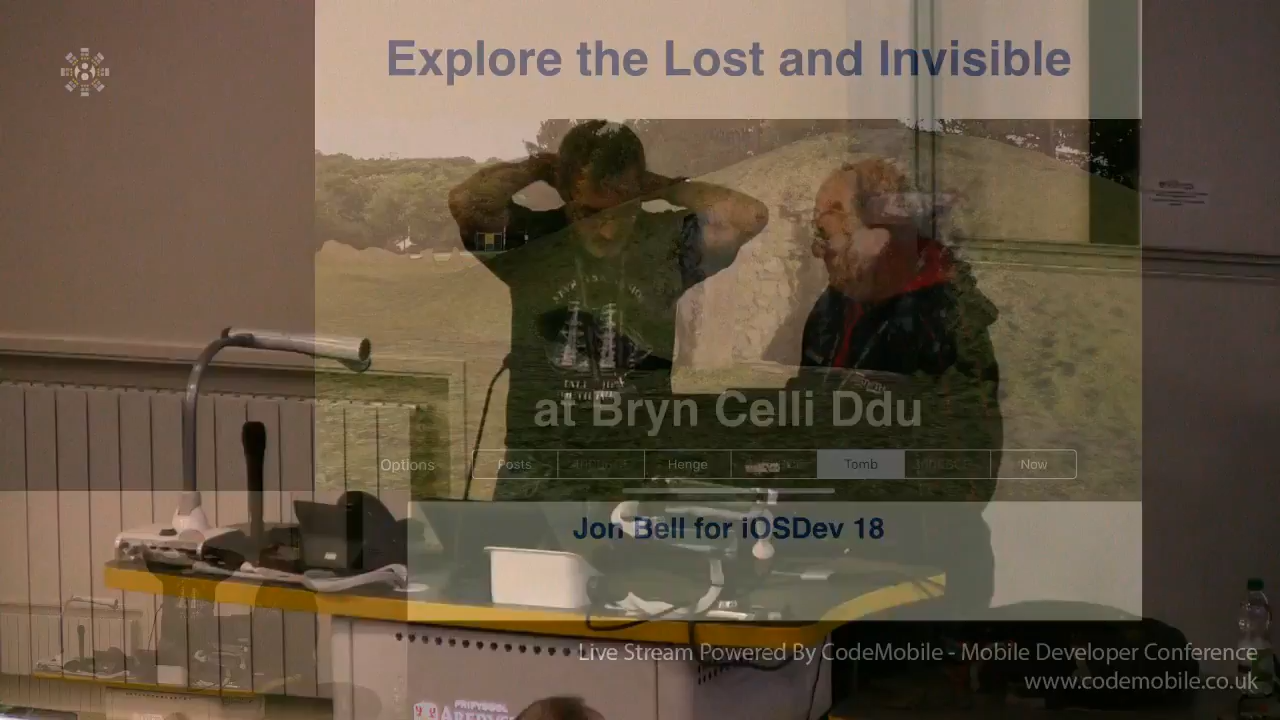 Explore the Lost and Invisible
at Bryn Celli Ddu
Options Posts Henge Tomb Now
Jon Bell for iOSDev 18
Live Stream Powered By CodeMobile - Mobile Developer Conference
www.codemobile.co.uk